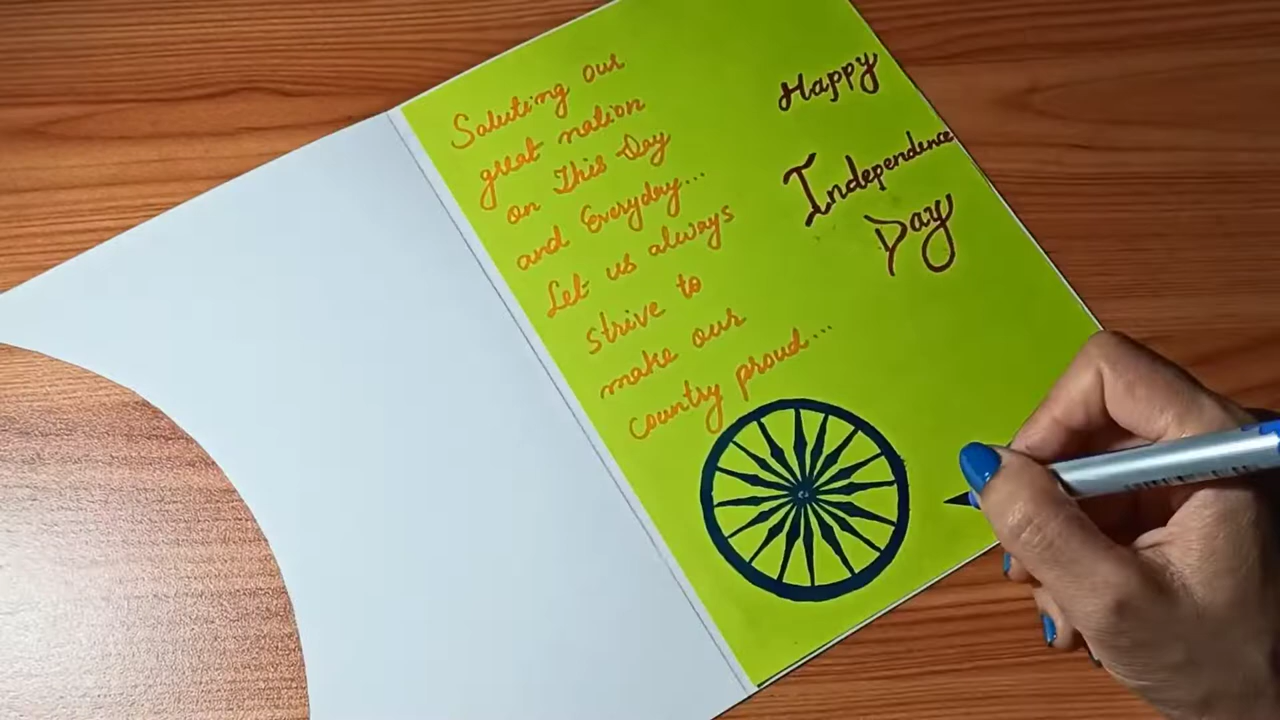 Saluting our
great nation
on This Day
and Everyday...
Let us always
strive to
make our
country proud...
Happy
Independence
Day